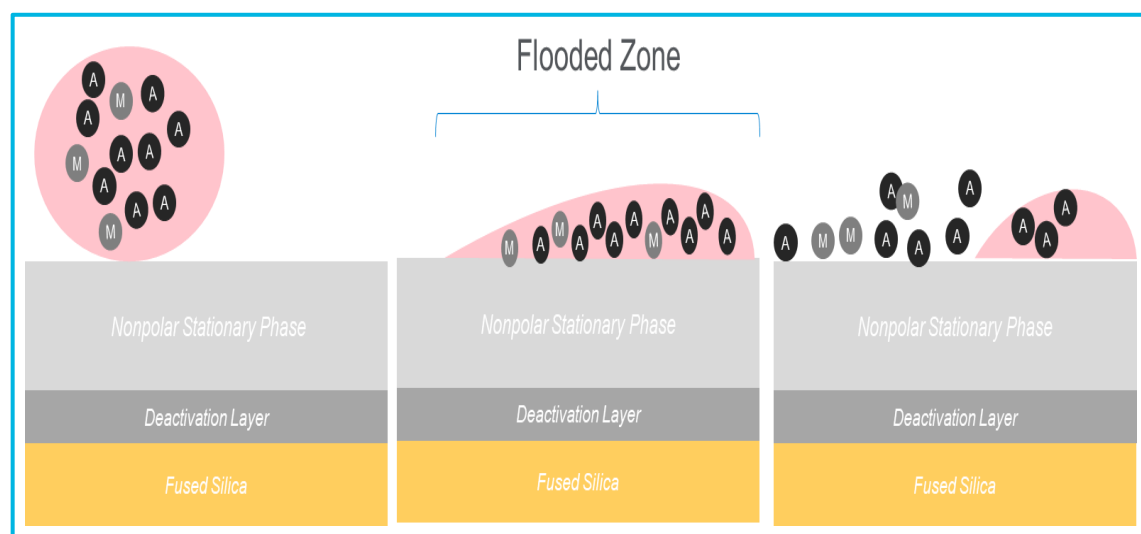 Flooded Zone
A
M
A
A
A
M
A
A
A
A
A
M
M
A
M
A
A
A
A
M
A
A
A
A
A
M
M
A
M
A
A
A
A
A
A
A
Nonpolar Stationary Phase
Deactivation Layer
Fused Silica
Nonpolar Stationary Phase
Deactivation Layer
Fused Silica
Nonpolar Stationary Phase
Deactivation Layer
Fused Silica